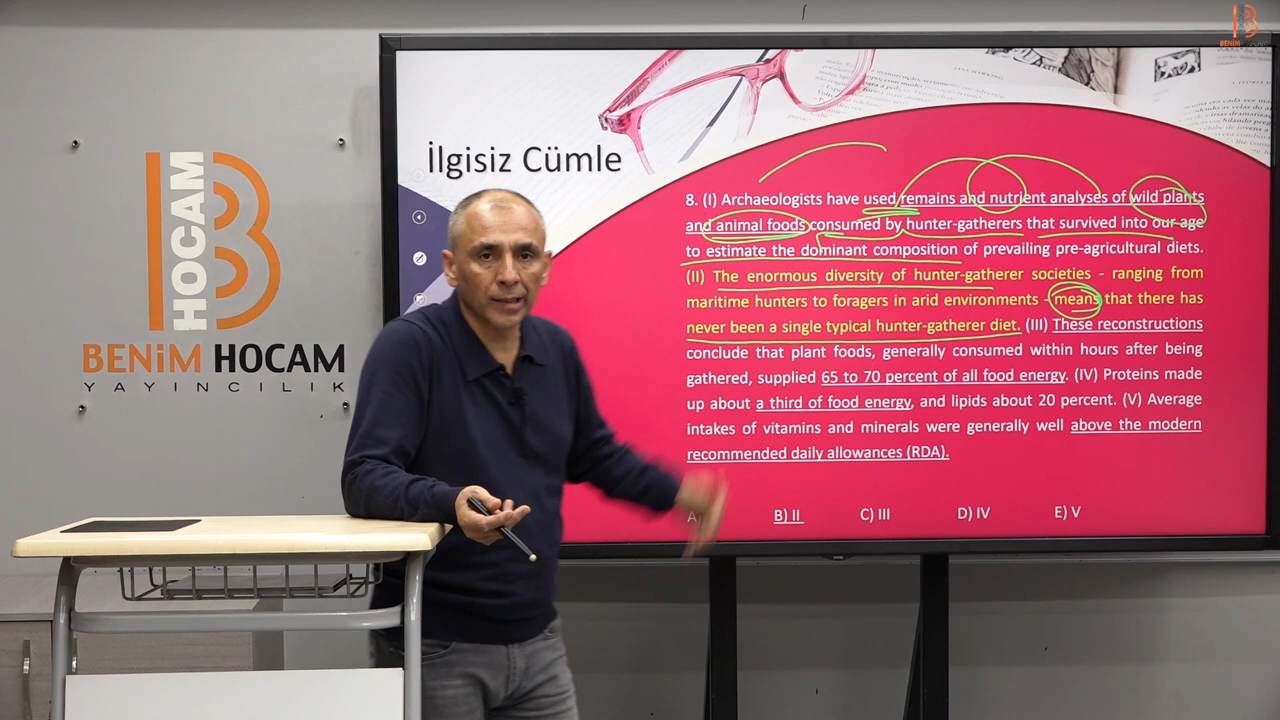 BENİM HOCAM
HOCAM
BENİM HOCAM
YAYINCILIK
İlgisiz Cümle
8. (I) Archaeologists have used remains and nutrient analyses of wild plants
and animal foods consumed by hunter-gatherers that survived into our age
to estimate the dominant composition of prevailing pre-agricultural diets.
(II) The enormous diversity of hunter-gatherer societies - ranging from
maritime hunters to foragers in arid environments - means that there has
never been a single typical hunter-gatherer diet. (III) These reconstructions
conclude that plant foods, generally consumed within hours after being
gathered, supplied 65 to 70 percent of all food energy. (IV) Proteins made
up about a third of food energy, and lipids about 20 percent. (V) Average
intakes of vitamins and minerals were generally well above the modern
recommended daily allowances (RDA).
B) II C) III D) IV E) V